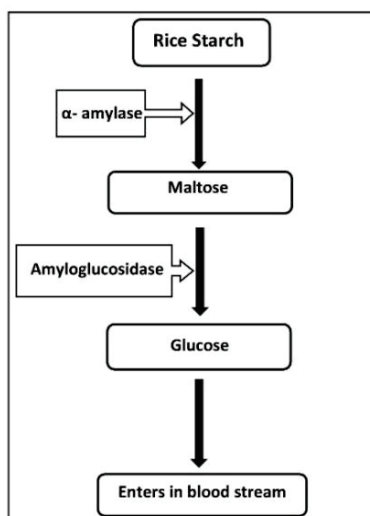 Rice Starch
α- amylase
Maltose
Amyloglucosidase
Glucose
Enters in blood stream